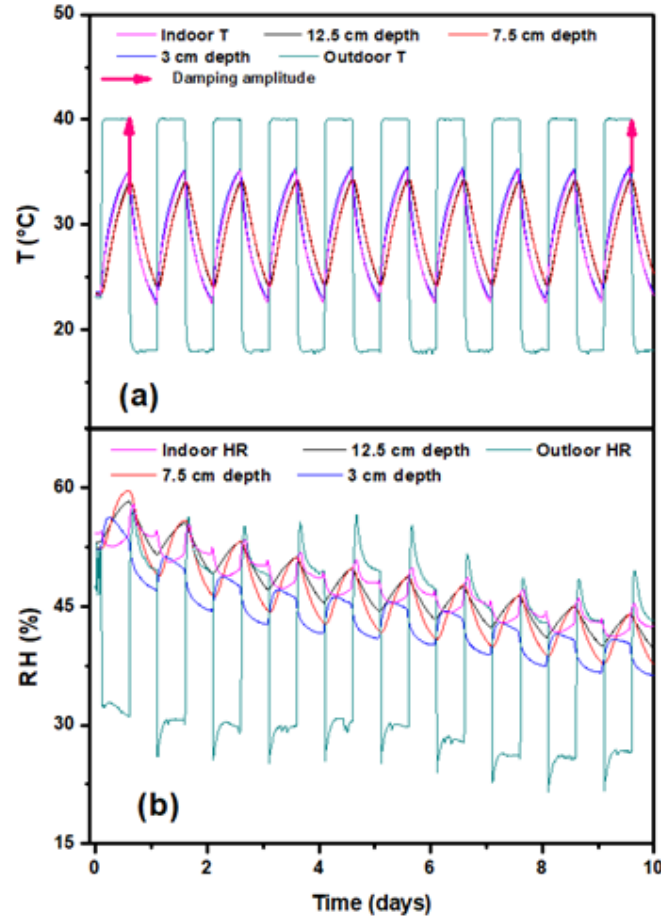 50
Indoor T 12.5 cm depth 7.5 cm depth
3 cm depth Outdoor T
Damping amplitude
40
30
20
T (°C)
(a)
Indoor HR 12.5 cm depth Outloor HR
7.5 cm depth 3 cm depth
60
45
30
15
RH (%)
(b)
0 2 4 6 8 10
Time (days)